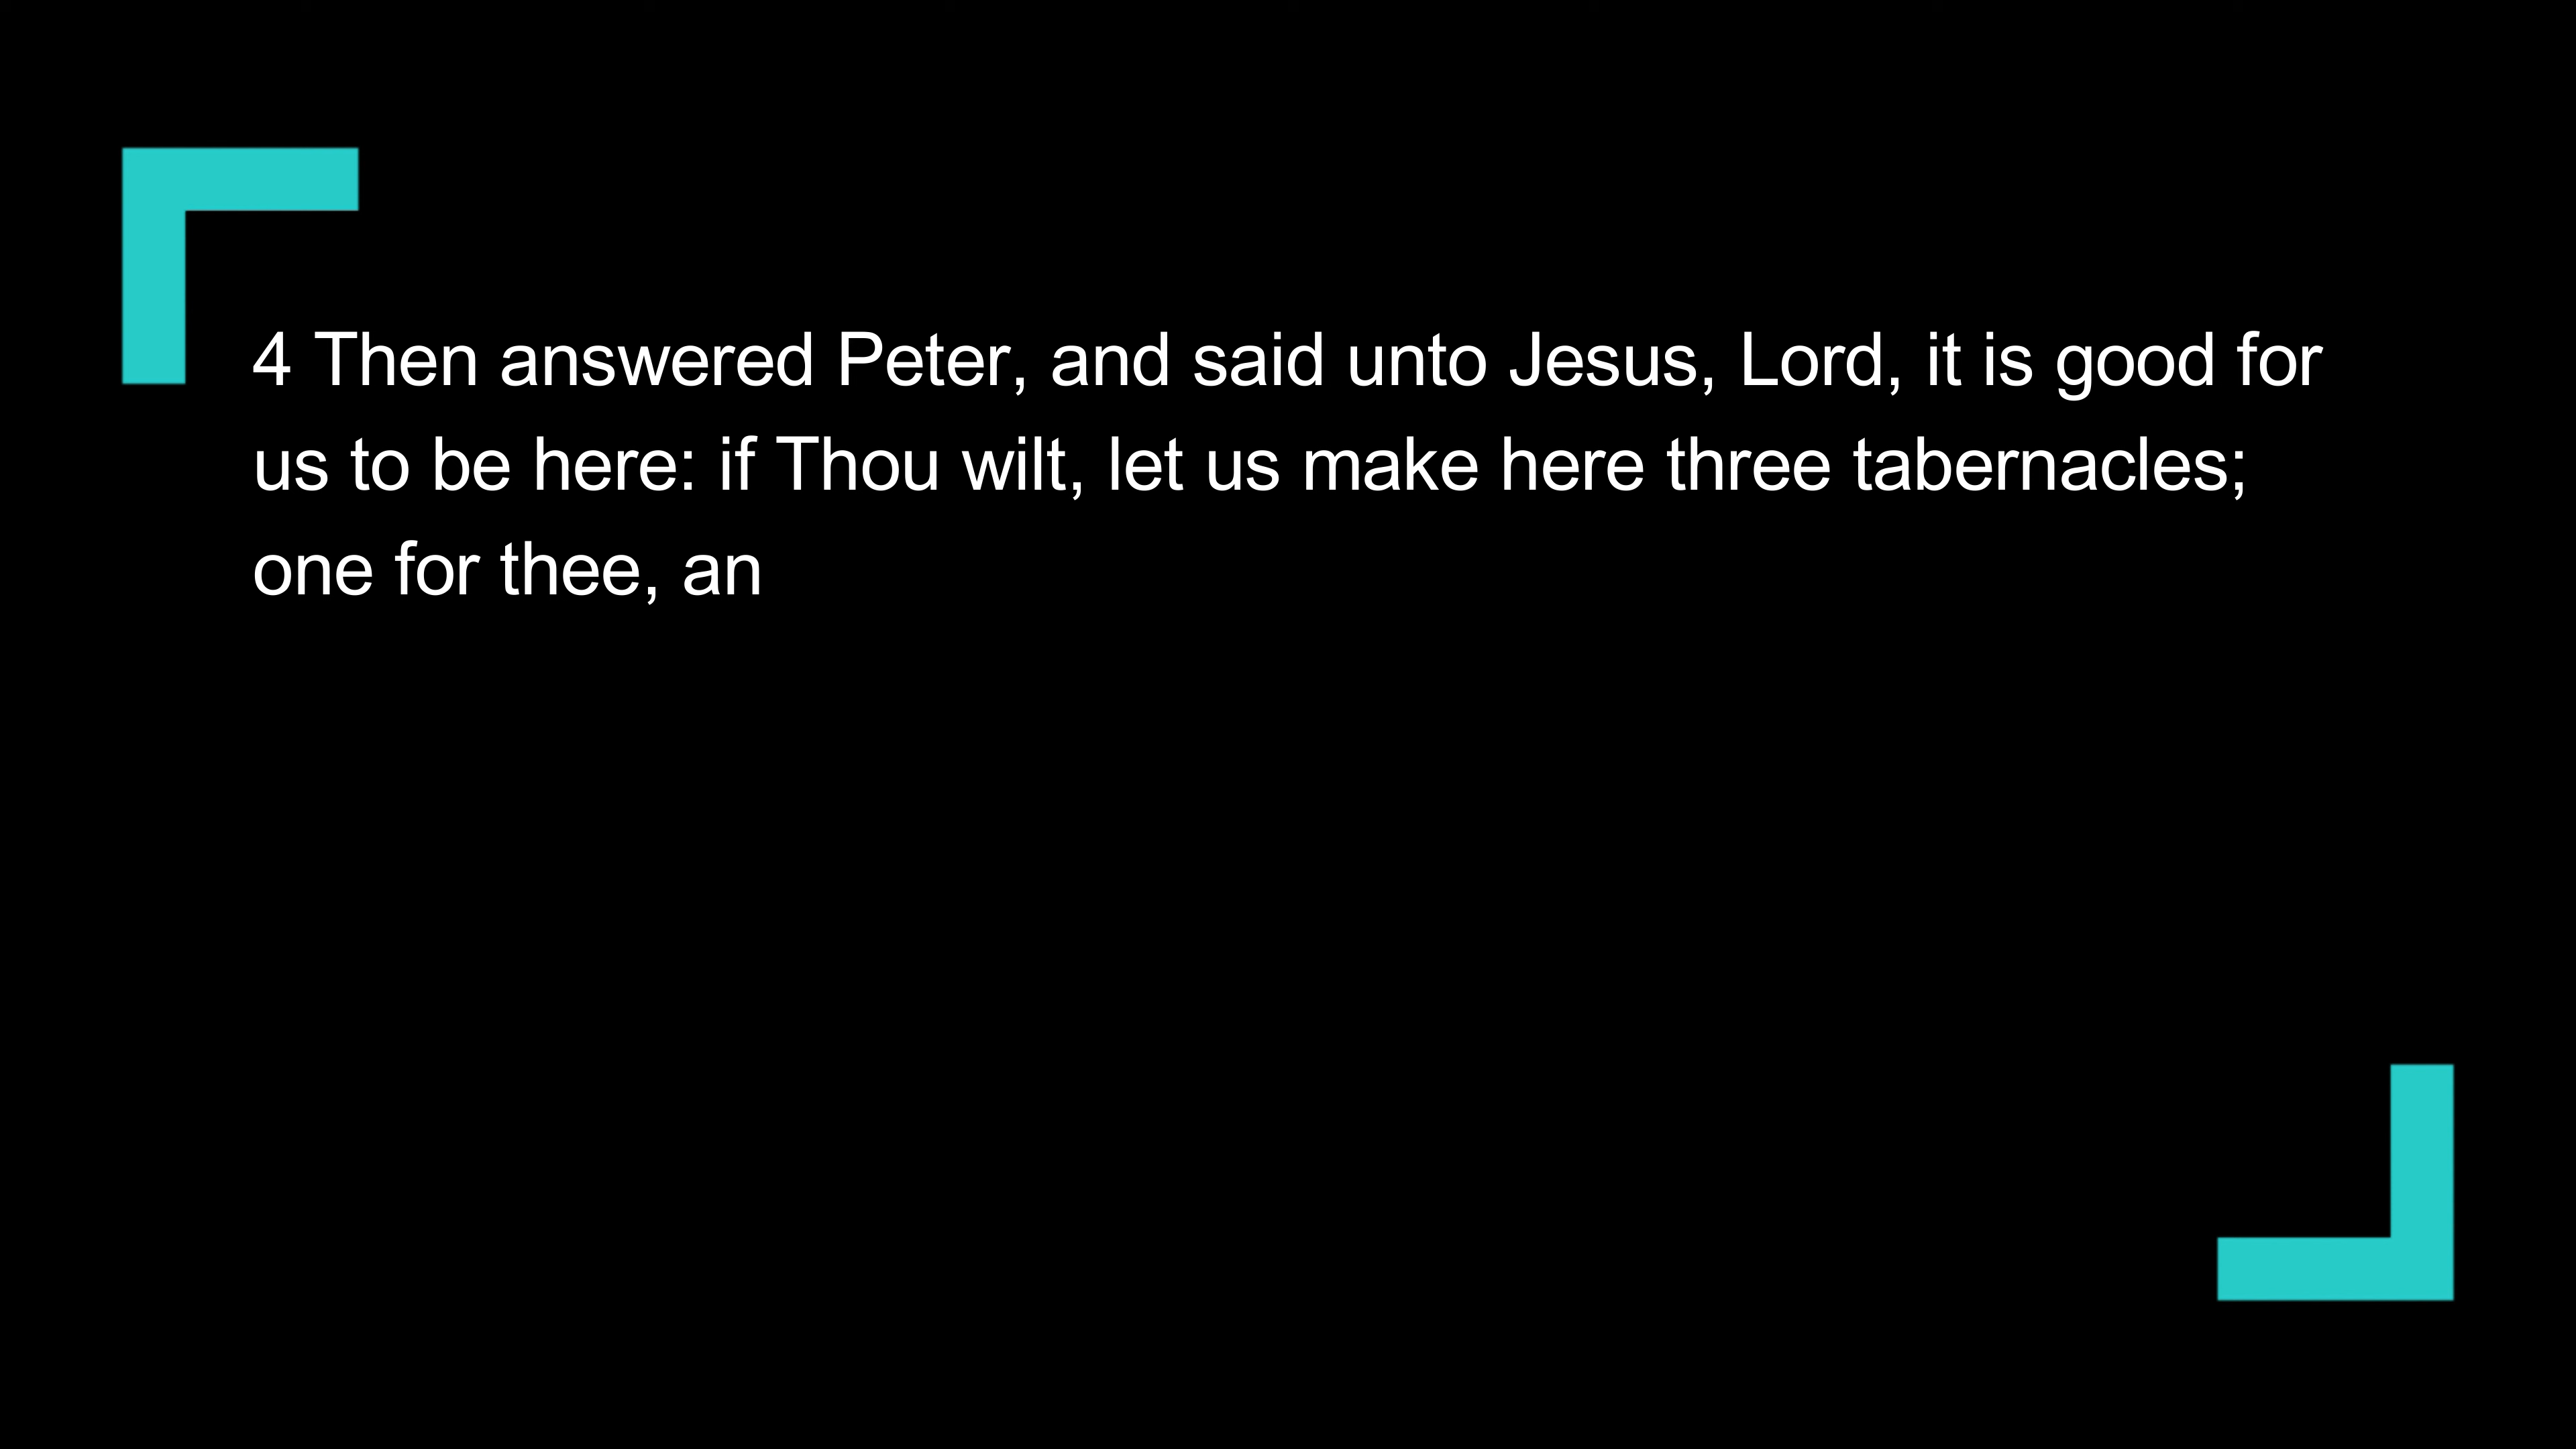 4 Then answered Peter, and said unto Jesus, Lord, it is good for
us to be here: if Thou wilt, let us make here three tabernacles;
one for thee, an